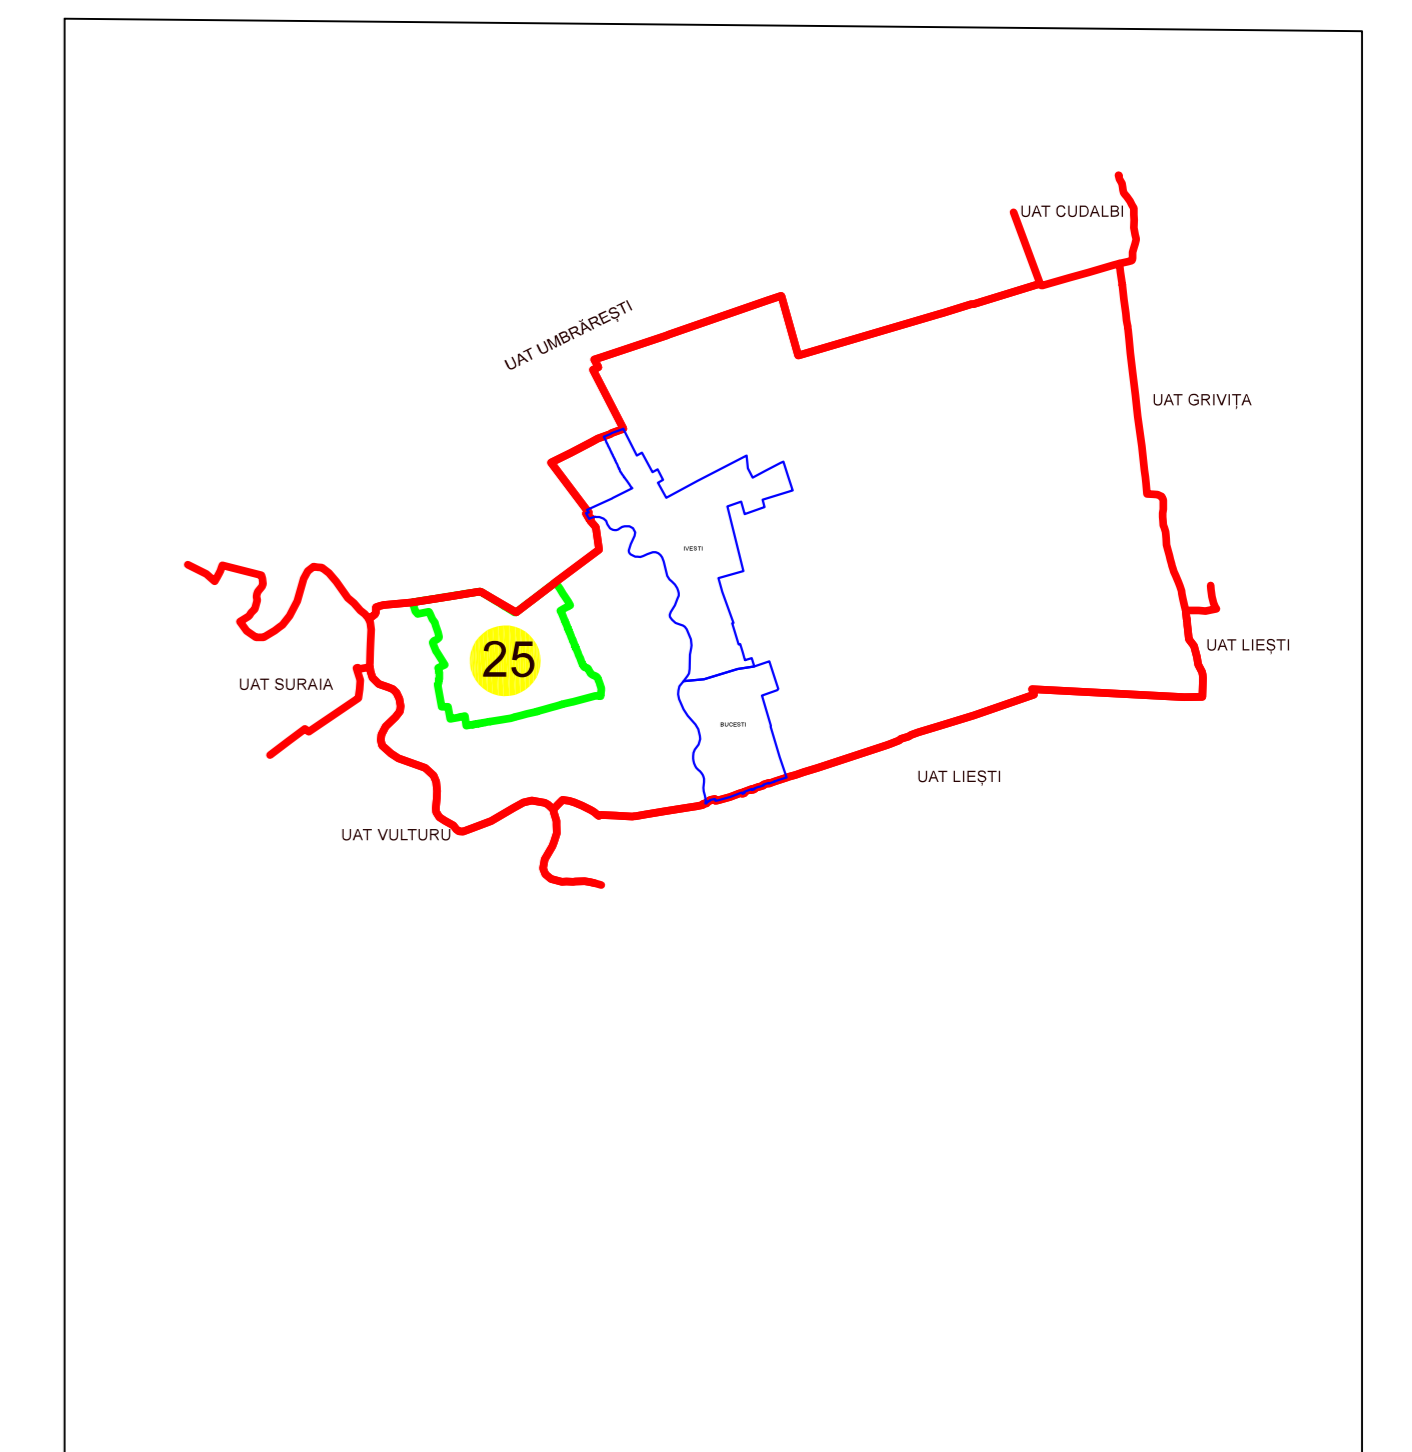 UAT CUDALBI
UAT UMBRĂREȘTI
UAT GRIVIȚA
IVESTI
UAT LIEȘTI
25
UAT SURAIA
BUCESTI
UAT LIEȘTI
UAT VULTURU